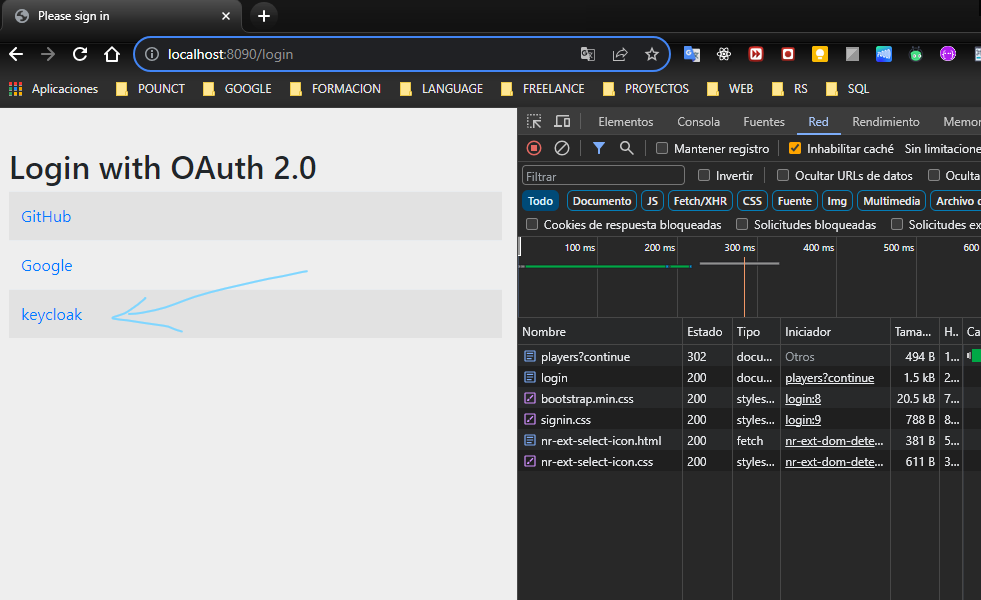 Please sign in
localhost:8090/login
Aplicaciones POUNCT GOOGLE FORMACION LANGUAGE FREELANCE PROYECTOS WEB RS SQL
Login with OAuth 2.0
GitHub
Google
keycloak
Elementos Consola Fuentes Red Rendimiento Memor
Mantener registro Inhabilitar caché Sin limitacione
Filtrar Invertir Ocultar URLs de datos Oculta
Todo Documento JS Fetch/XHR CSS Fuente Img Multimedia Archivo d
Cookies de respuesta bloqueadas Solicitudes bloqueadas Solicitudes ex
100 ms 200 ms 300 ms 400 ms 500 ms 600
Nombre Estado Tipo Iniciador Tama... H.. Ca
players?continue 302 docu... Otros 494 B 1...
login 200 docu... players?continue 1.5 kB 2...
bootstrap.min.css 200 styles... login:8 20.5 kB 7...
signin.css 200 styles... login:9 788 B 8...
nr-ext-select-icon.html 200 fetch nr-ext-dom-dete... 381 B 5...
nr-ext-select-icon.css 200 styles... nr-ext-dom-dete... 611 B 3...